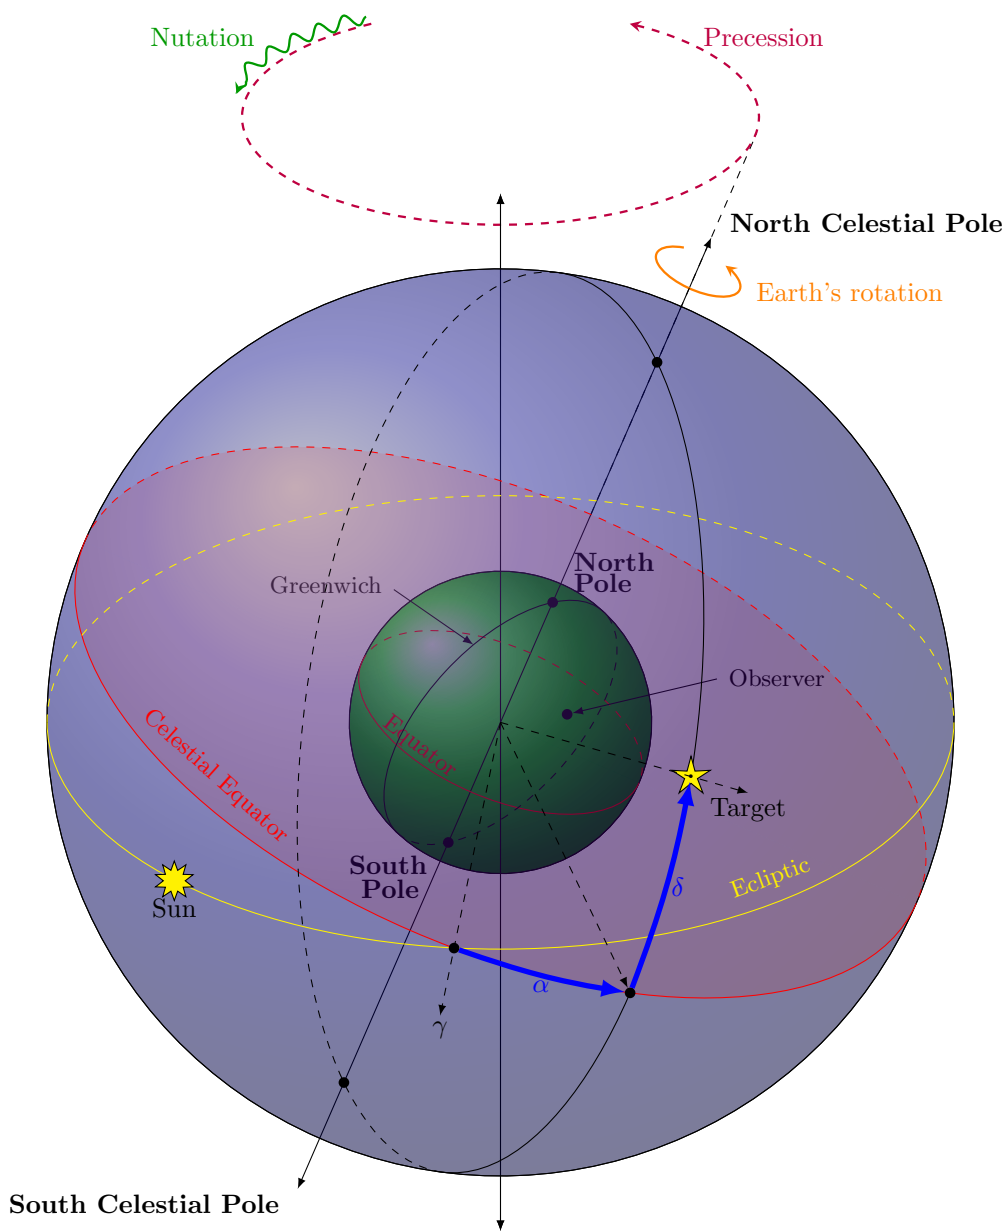 Nutation
Precession
North Celestial Pole
Earth's rotation
North
Pole
Greenwich
Observer
Celestial Equator
Equator
Target
South
Pole
Ecliptic
δ
Sun
α
γ
South Celestial Pole